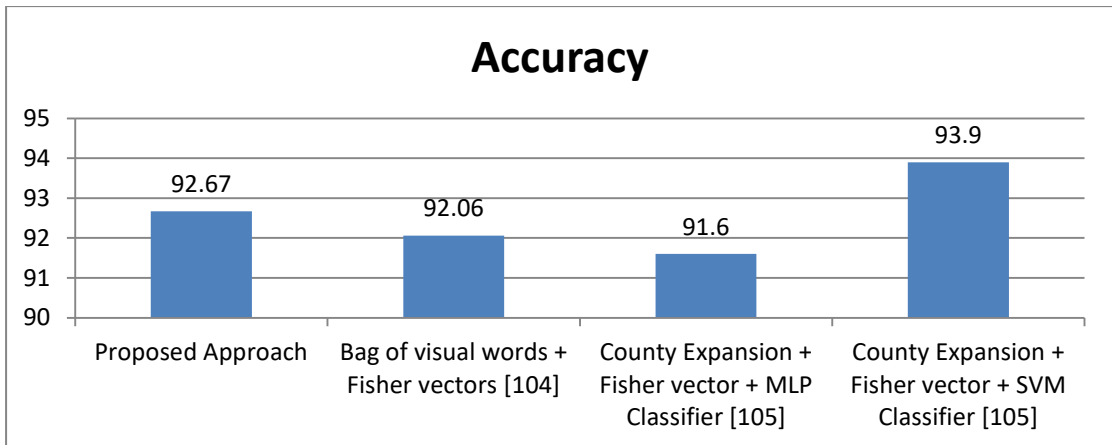 Accuracy
95
94
93
92
91
90
92.67
92.06
91.6
93.9
Proposed Approach
Bag of visual words +
Fisher vectors [104]
County Expansion +
Fisher vector + MLP
Classifier [105]
County Expansion +
Fisher vector + SVM
Classifier [105]